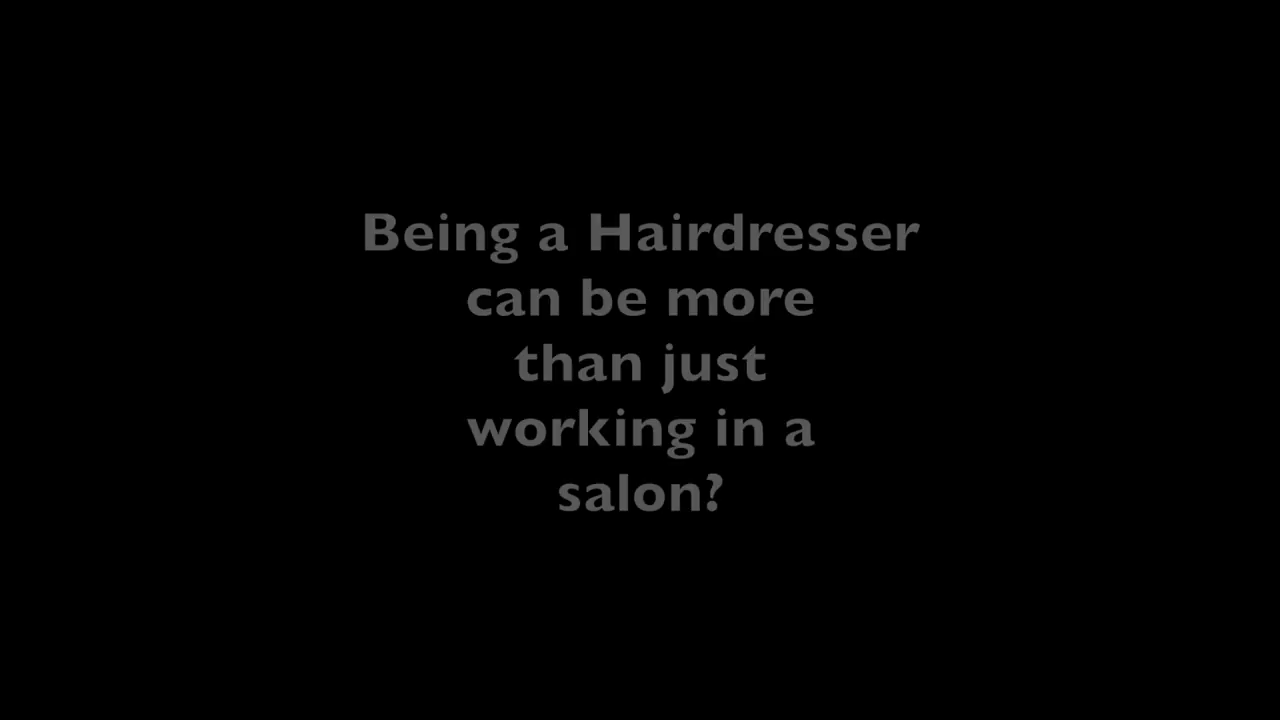 Being a Hairdresser
can be more
than just
working in a
salon?